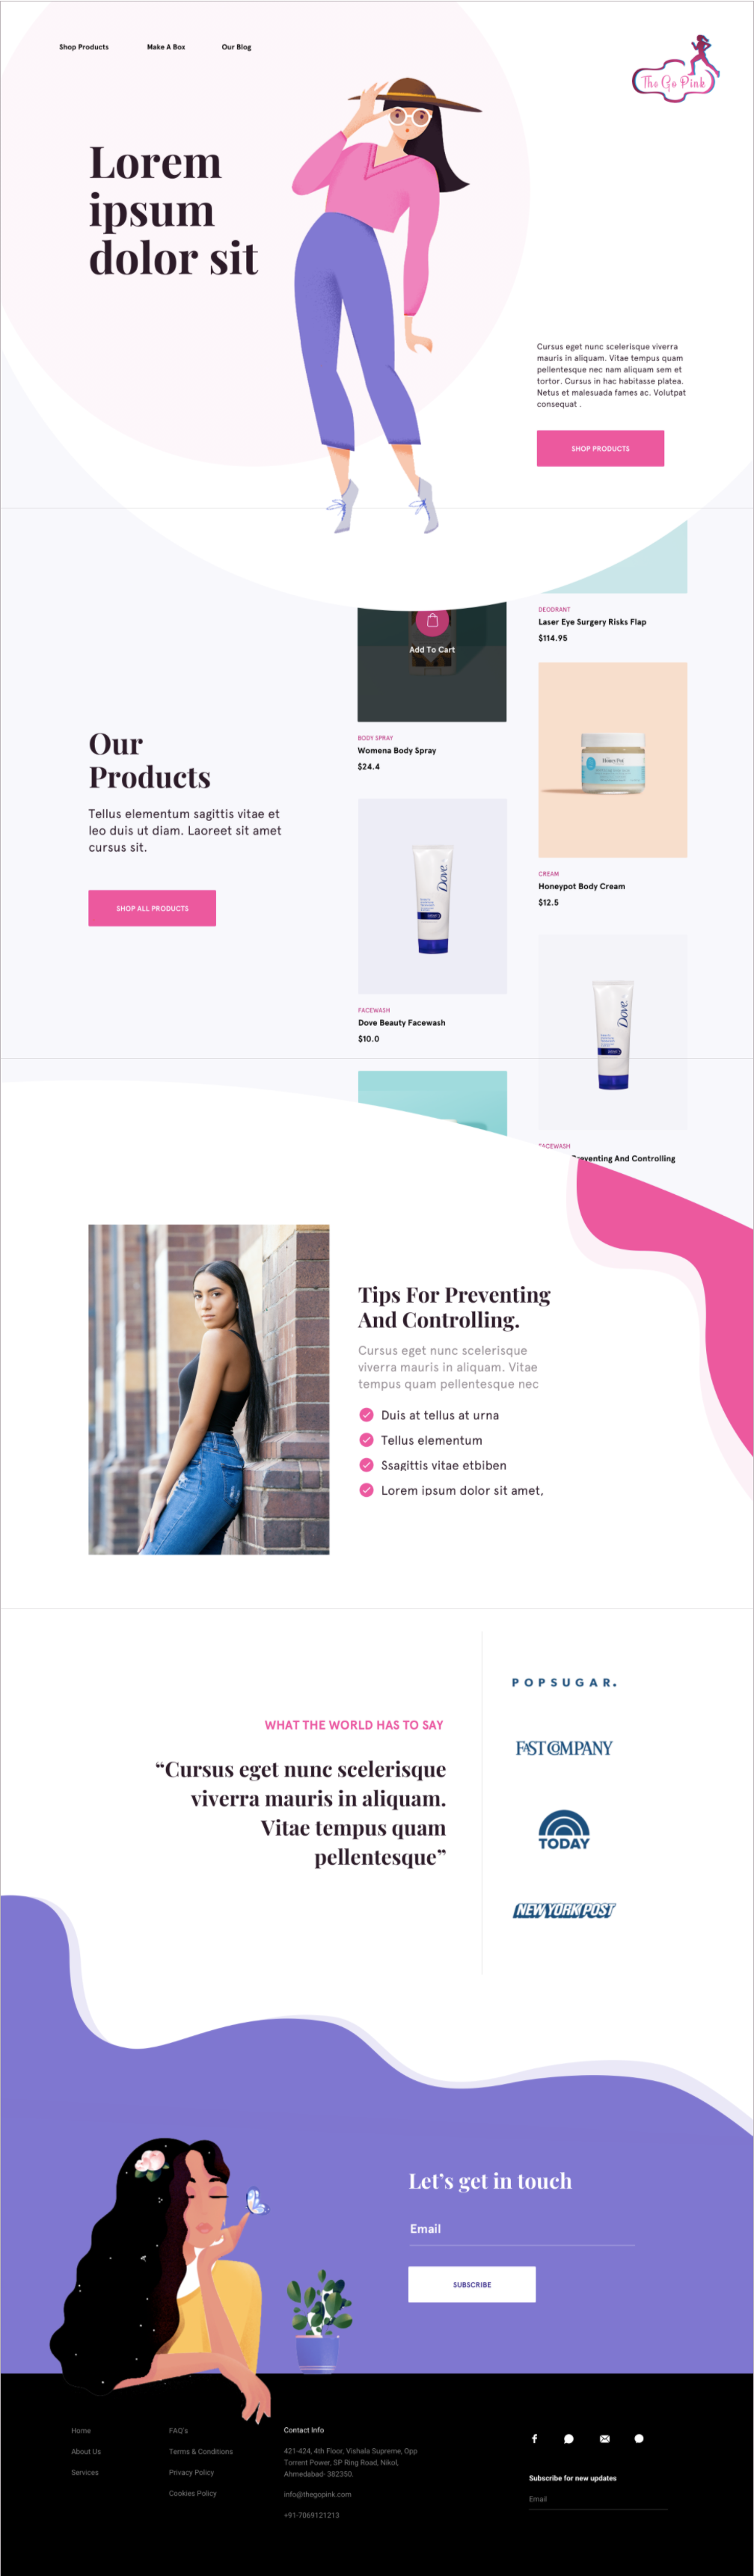 Shop Products
Make A Box
Our Blog
The Go Pink
Lorem
ipsum
dolor sit
Cursus eget nunc scelerisque viverra
mauris in aliquam. Vitae tempus quam
pellentesque nec nam aliquam sem et
tortor. Cursus in hac habitasse platea.
Netus et malesuada fames ac. Volutpat
consequat .
SHOP PRODUCTS
DEODRANT
Laser Eye Surgery Risks Flap
$114.95
Add To Cart
BODY SPRAY
Womena Body Spray
$24.4
Our
Products
Tellus elementum sagittis vitae et
leo duis ut diam. Laoreet sit amet
cursus sit.
SHOP ALL PRODUCTS
Honey Pot
CREAM
Honeypot Body Cream
$12.5
Dove
FACEWASH
Dove Beauty Facewash
$10.0
Dove
FACEWASH
Preventing And Controlling
Tips For Preventing
And Controlling.
Cursus eget nunc scelerisque
viverra mauris in aliquam. Vitae
tempus quam pellentesque nec
Duis at tellus at urna
Tellus elementum
Ssagittis vitae etbiben
Lorem ipsum dolor sit amet,
WHAT THE WORLD HAS TO SAY
“Cursus eget nunc scelerisque
viverra mauris in aliquam.
Vitae tempus quam
pellentesque”
POPSUGAR.
FAST COMPANY
TODAY
NEW YORK POST
Let’s get in touch
Email
SUBSCRIBE
Home
About Us
Services
FAQ's
Terms & Conditions
Privacy Policy
Cookies Policy
Contact Info
421-424, 4th Floor, Vishala Supreme, Opp
Torrent Power, SP Ring Road, Nikol,
Ahmedabad- 382350.
info@thegopink.com
+91-7069121213
Subscribe for new updates
Email